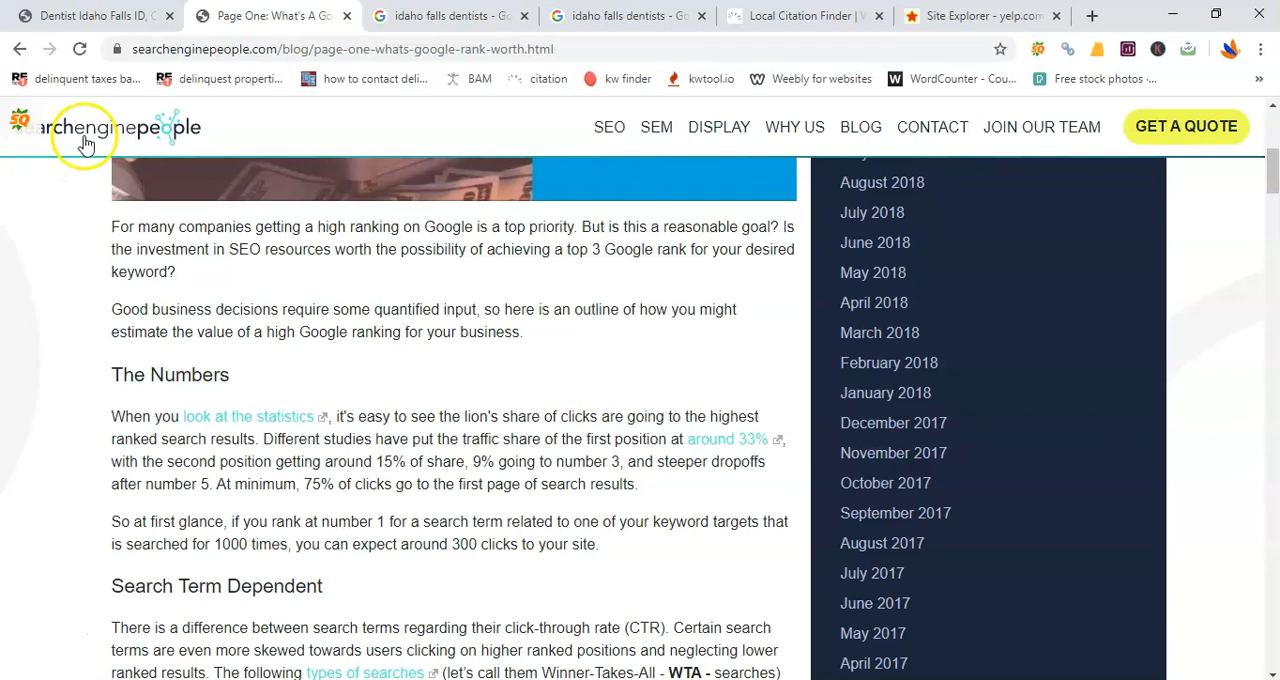 Dentist Idaho Falls ID, C
Page One: What's A Go
idaho falls dentists - Go
idaho falls dentists - Go
Local Citation Finder | W
Site Explorer - yelp.com
searchenginepeople.com/blog/page-one-whats-google-rank-worth.html
delinquent taxes ba...
delinquest properti...
how to contact deli...
BAM
citation
kw finder
kwtool.io
Weebly for websites
WordCounter - Cou...
Free stock photos -...
searchenginepeople
SEO
SEM
DISPLAY
WHY US
BLOG
CONTACT
JOIN OUR TEAM
GET A QUOTE
For many companies getting a high ranking on Google is a top priority. But is this a reasonable goal? Is
the investment in SEO resources worth the possibility of achieving a top 3 Google rank for your desired
keyword?
Good business decisions require some quantified input, so here is an outline of how you might
estimate the value of a high Google ranking for your business.
The Numbers
When you look at the statistics, it's easy to see the lion's share of clicks are going to the highest
ranked search results. Different studies have put the traffic share of the first position at around 33%,
with the second position getting around 15% of share, 9% going to number 3, and steeper dropoffs
after number 5. At minimum, 75% of clicks go to the first page of search results.
So at first glance, if you rank at number 1 for a search term related to one of your keyword targets that
is searched for 1000 times, you can expect around 300 clicks to your site.
Search Term Dependent
There is a difference between search terms regarding their click-through rate (CTR). Certain search
terms are even more skewed towards users clicking on higher ranked positions and neglecting lower
ranked results. The following types of searches (let's call them Winner-Takes-All - WTA - searches)
August 2018
July 2018
June 2018
May 2018
April 2018
March 2018
February 2018
January 2018
December 2017
November 2017
October 2017
September 2017
August 2017
July 2017
June 2017
May 2017
April 2017